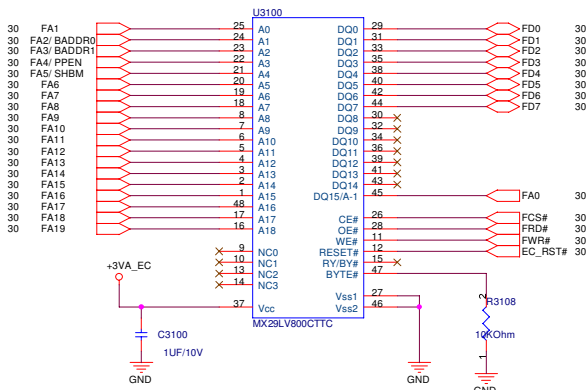 U3100
30 FA1 25 A0 DQ0 29 FD0 30
30 FA2/ BADDR0 24 A1 DQ1 31 FD1 30
30 FA3/ BADDR1 23 A2 DQ2 33 FD2 30
30 FA4/ PPEN 22 A3 DQ3 35 FD3 30
30 FA5/ SHBM 21 A4 DQ4 38 FD4 30
30 FA6 20 A5 DQ5 40 FD5 30
30 FA7 19 A6 DQ6 42 FD6 30
30 FA8 18 A7 DQ7 44 FD7 30
30 FA9 8 A8 DQ8 30
30 FA10 7 A9 DQ9 32
30 FA11 6 A10 DQ10 34
30 FA12 5 A11 DQ11 36
30 FA13 4 A12 DQ12 39
30 FA14 3 A13 DQ13 41
30 FA15 2 A14 DQ14 43
30 FA16 1 A15 DQ15/A-1 45 FA0 30
30 FA17 48 A16
30 FA18 17 A17 CE# 26 FCS# 30
30 FA19 16 A18 OE# 28 FRD# 30
WE# 11 FWR# 30
9 NC0 RESET# 12 EC_RST# 30
10 NC1 RY/BY# 15
+3VA_EC 13 NC2 BYTE# 47
14 NC3
Vss1 27
37 Vcc Vss2 46
2 R3108
MX29LV800CTTC
C3100
1UF/10V
10KOhm
1
GND
GND
GND